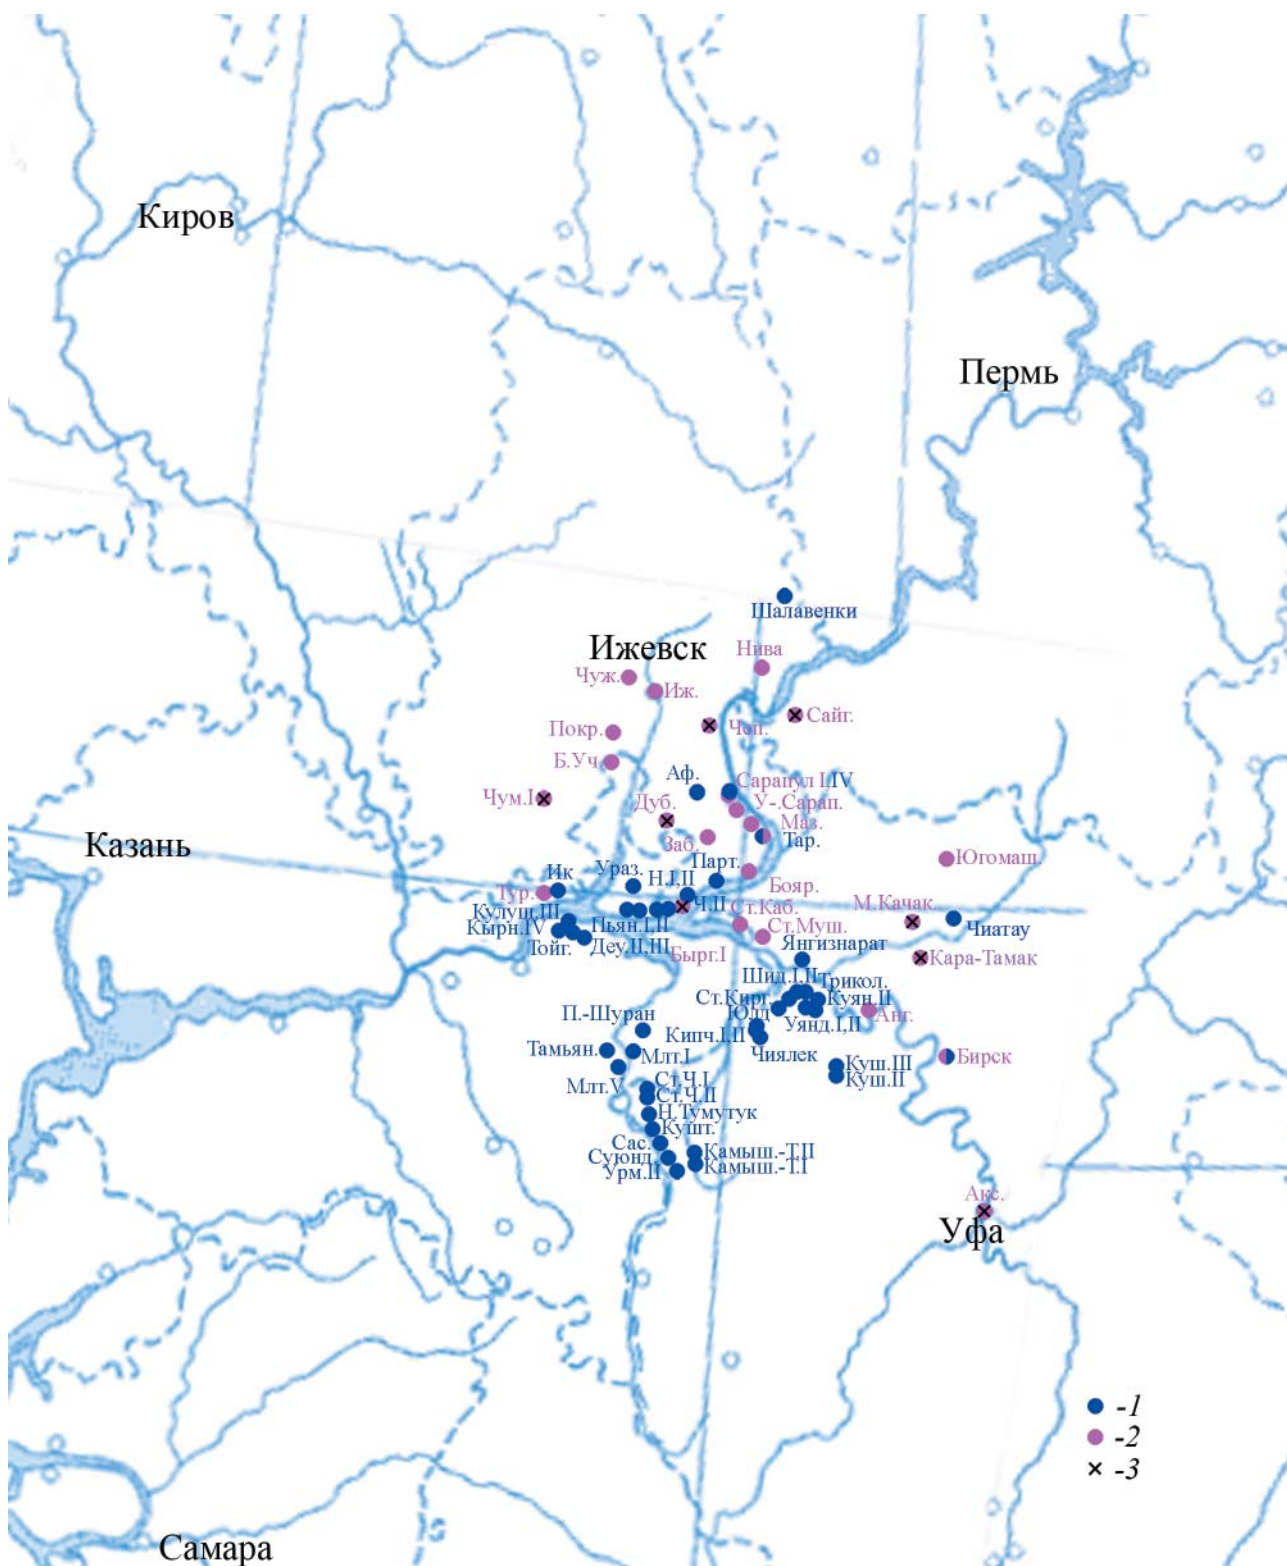 Киров
Пермь
Шалавенки
Ижевск
Нива
Чуж.
Иж.
Сайг.
Чеп.
Покр.
Б.Уч
Аф.
Сарапул I,IV
Чум.I
Дуб.
У-.Сарап.
Маз.
Заб.
Тар.
Казань
Югомаш.
Ураз.
Парт.
Ик
Н.I,II
Бояр.
Тур.
Ч.II
Ст.Каб.
М.Качак.
Кулуш.III
Пьян.I,II
Ст.Муш.
Чиатау
Кырн.IV
Тойг.
Деу.II,III
Бырг.I
Янгизнарат
Кара-Тамак
Шид.I,II
Трикол.
Ст.Кирг.
Куян.II
П.-Шуран
Юлд
Уянд.I,II
Анг.
Кипч.I,II
Тамьян.
Млт.I
Чиялек
Бирск
Куш.III
Млт.V
Ст.Ч.I
Куш.II
Ст.Ч.II
Н.Тумутук
Кушт.
Сас.
Камыш.-Т.II
Суюнд
Камыш.-Т.I
Урм.II
Акс.
Уфа
-1
-2
-3
Самара